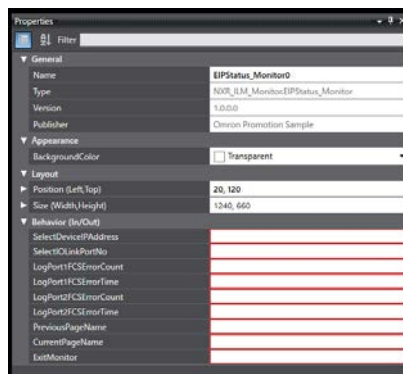 Properties
Filter
General
Name EIPStatus_Monitor0
Type NXR_ILM_Monitor.EIPStatus_Monitor
Version 1.0.0.0
Publisher Omron Promotion Sample
Appearance
BackgroundColor Transparent
Layout
Position (Left,Top) 20, 120
Size (Width,Height) 1240, 660
Behavior (In/Out)
SelectDeviceIPAddress
SelectIOLinkPortNo
LogPort1FCSErrorCount
LogPort1FCSErrorTime
LogPort2FCSErrorCount
LogPort2FCSErrorTime
PreviousPageName
CurrentPageName
ExitMonitor